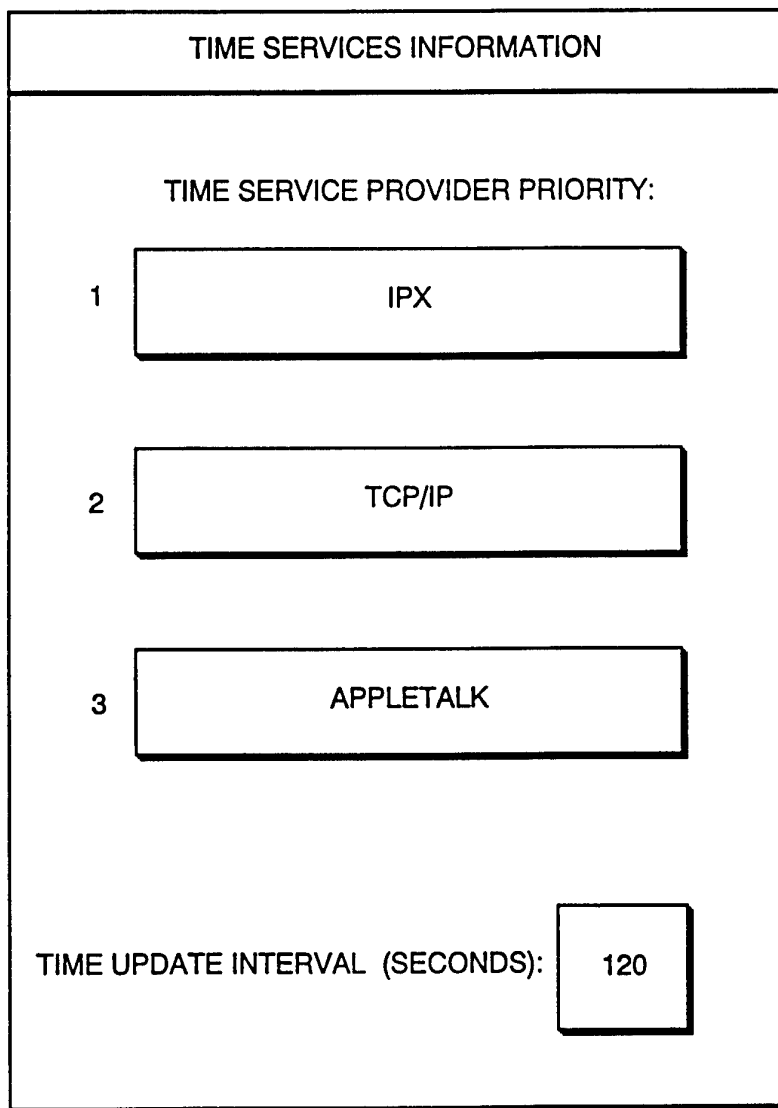 TIME SERVICES INFORMATION
TIME SERVICE PROVIDER PRIORITY:
1 IPX
2 TCP/IP
3 APPLETALK
TIME UPDATE INTERVAL (SECONDS): 120